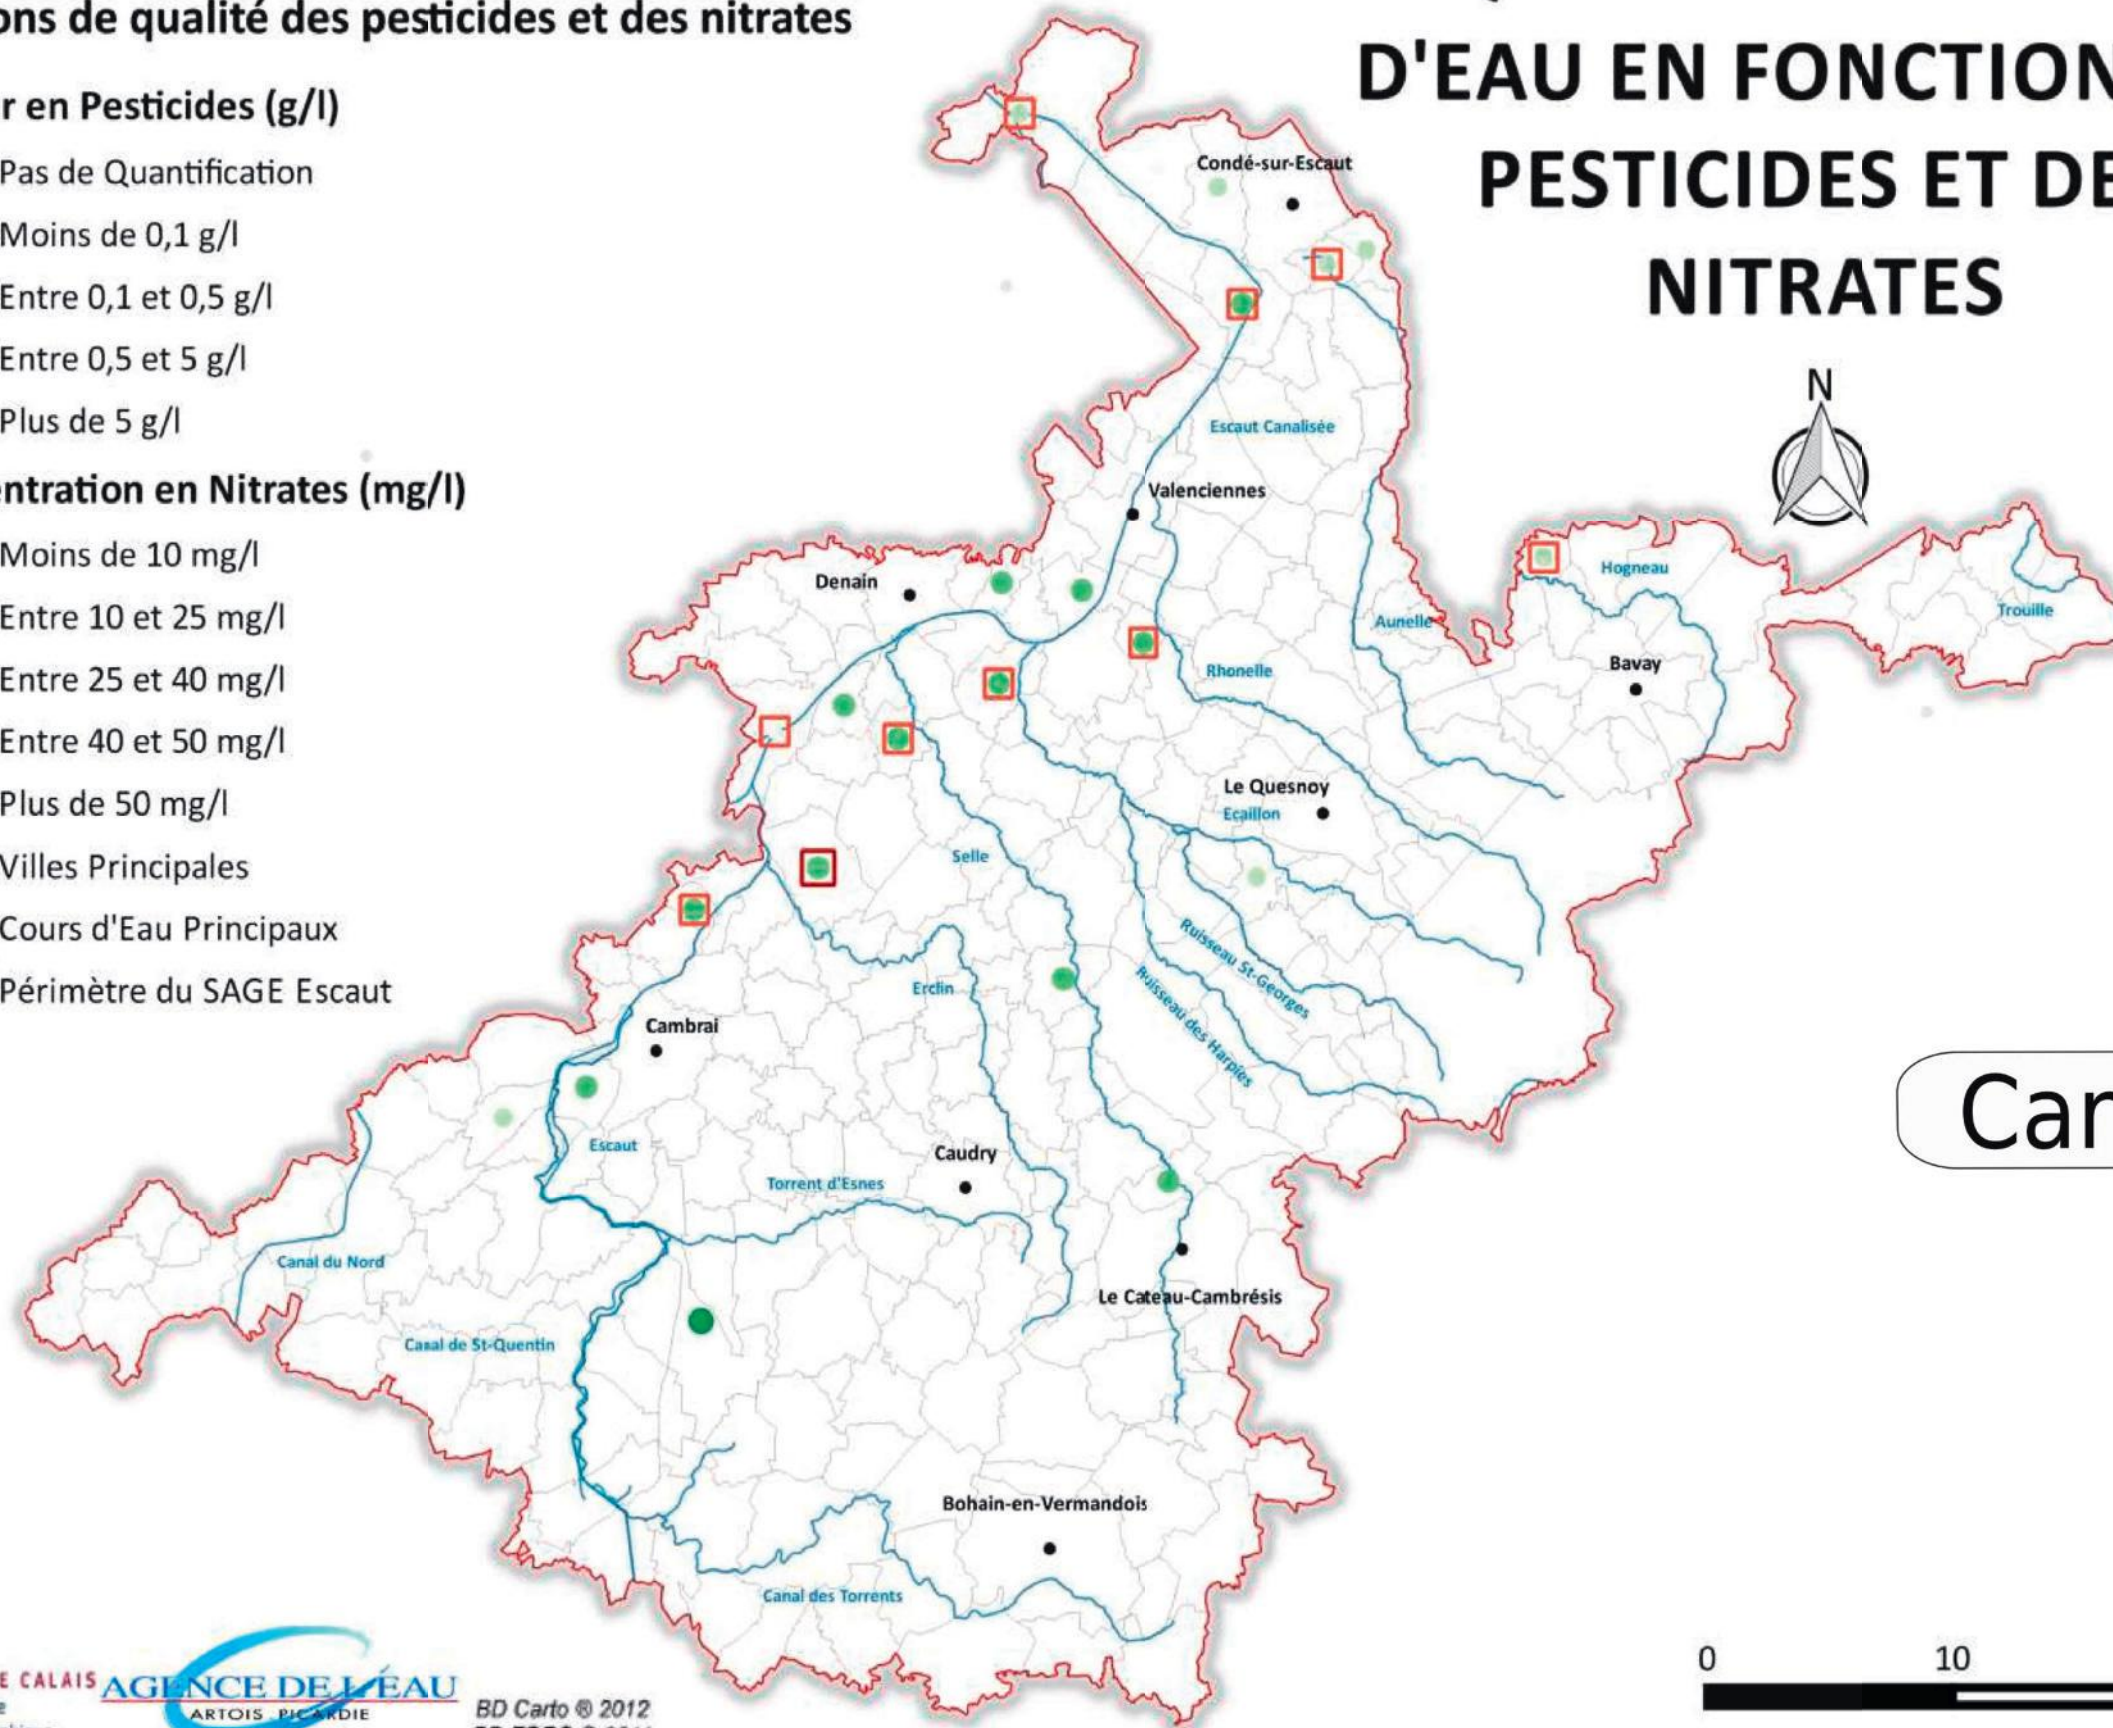 ons de qualité des pesticides et des nitrates
r en Pesticides (g/l)
Pas de Quantification
Moins de 0,1 g/l
Entre 0,1 et 0,5 g/l
Entre 0,5 et 5 g/l
Plus de 5 g/l
entration en Nitrates (mg/l)
Moins de 10 mg/l
Entre 10 et 25 mg/l
Entre 25 et 40 mg/l
Entre 40 et 50 mg/l
Plus de 50 mg/l
Villes Principales
Cours d'Eau Principaux
Périmètre du SAGE Escaut
D'EAU EN FONCTION
PESTICIDES ET DE
NITRATES
N
Condé-sur-Escaut
Escaut Canalisée
Valenciennes
Denain
Hogneau
Trouille
Aunelle
Bavay
Rhonelle
Le Quesnoy
Ecaillon
Selle
Ruisseau St-Georges
Ruisseau des Harpies
Erclin
Cambrai
Escaut
Caudry
Torrent d'Esnes
Canal du Nord
Le Cateau-Cambrésis
Canal de St-Quentin
Bohain-en-Vermandois
Canal des Torrents
Car
0 10
E CALAIS
AGENCE DE L'EAU
ARTOIS PICARDIE
BD Carto ® 2012